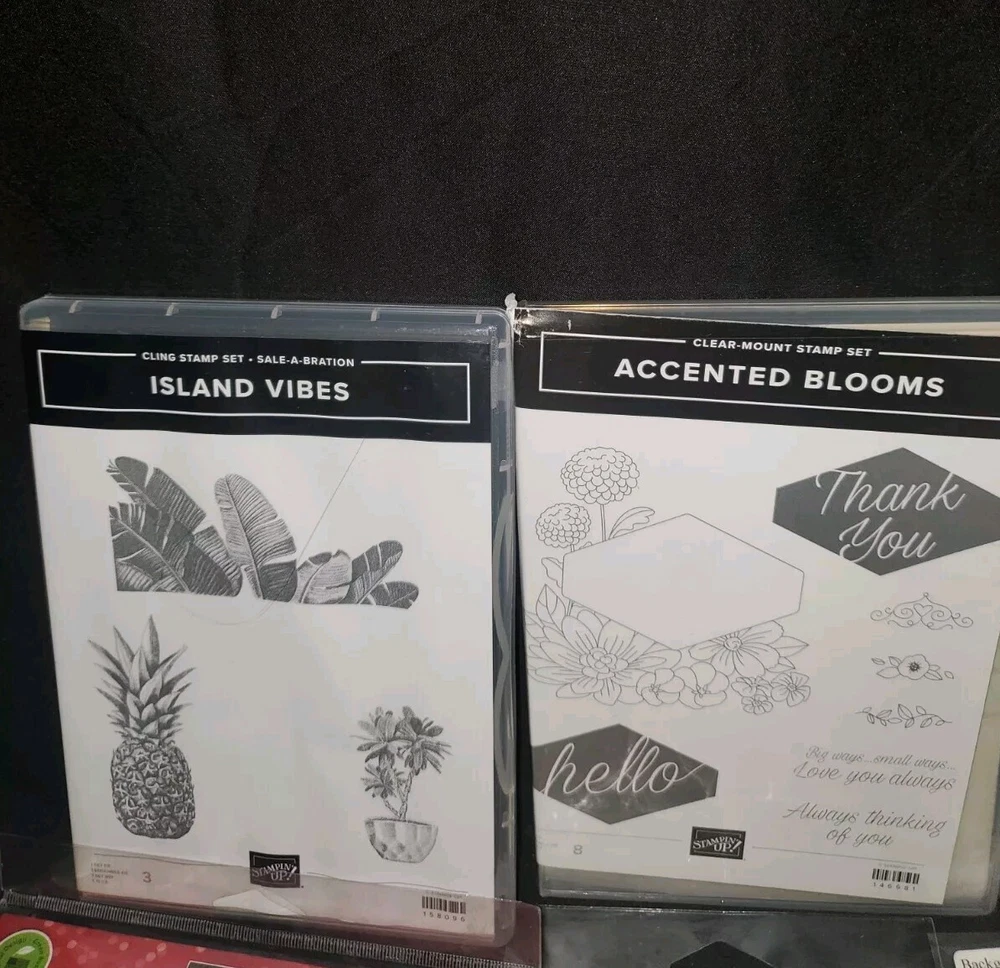 CLING STAMP SET • SALE-A-BRATION
ISLAND VIBES
3
STAMPIN' UP!
158096
CLEAR-MOUNT STAMP SET
ACCENTED BLOOMS
Thank
You
hello
Big ways...small ways...
Love you always
Always thinking
of you
8
STAMPIN' UP!
146681
Backg